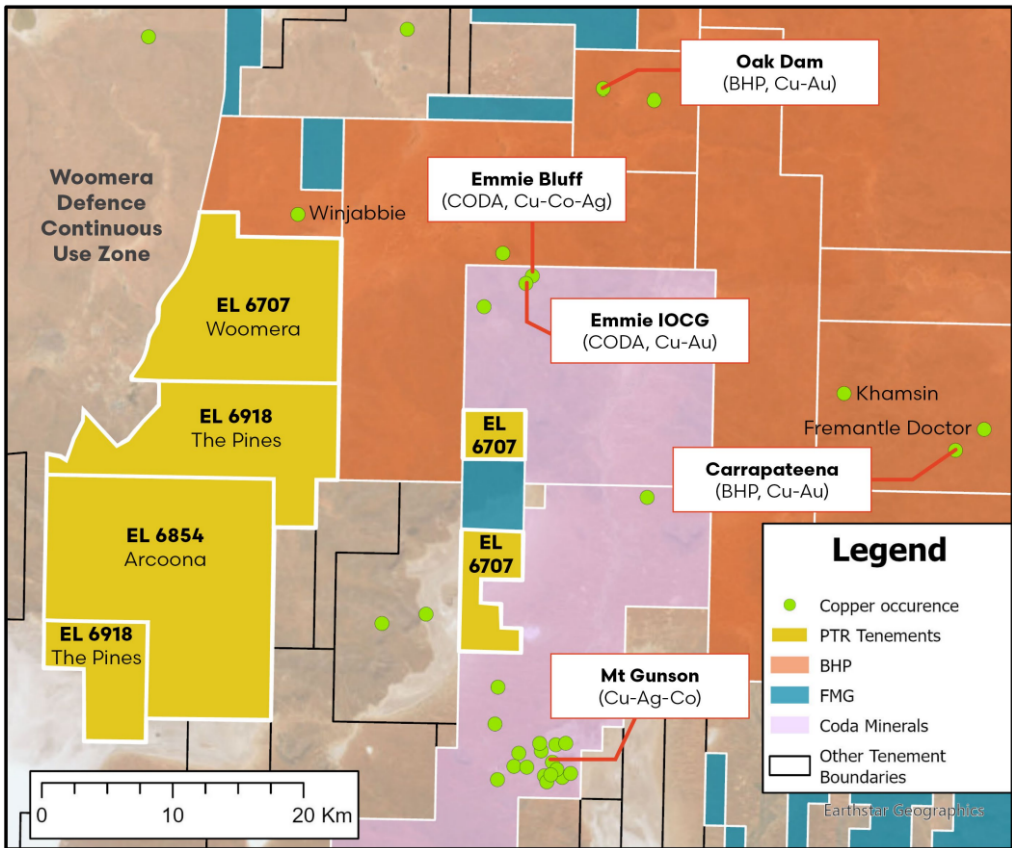 Oak Dam
(BHP, Cu-Au)
Woomera
Defence
Continuous
Use Zone
Emmie Bluff
(CODA, Cu-Co-Ag)
Winjabbie
EL 6707
Woomera
Emmie IOCG
(CODA, Cu-Au)
Khamsin
EL 6918
The Pines
EL
6707
Fremantle Doctor
Carrapateena
(BHP, Cu-Au)
EL 6854
Arcoona
EL
6707
EL 6918
The Pines
Mt Gunson
(Cu-Ag-Co)
Legend
Copper occurence
PTR Tenements
BHP
FMG
Coda Minerals
Other Tenement
Boundaries
0 10 20 Km
Earthstar Geographics